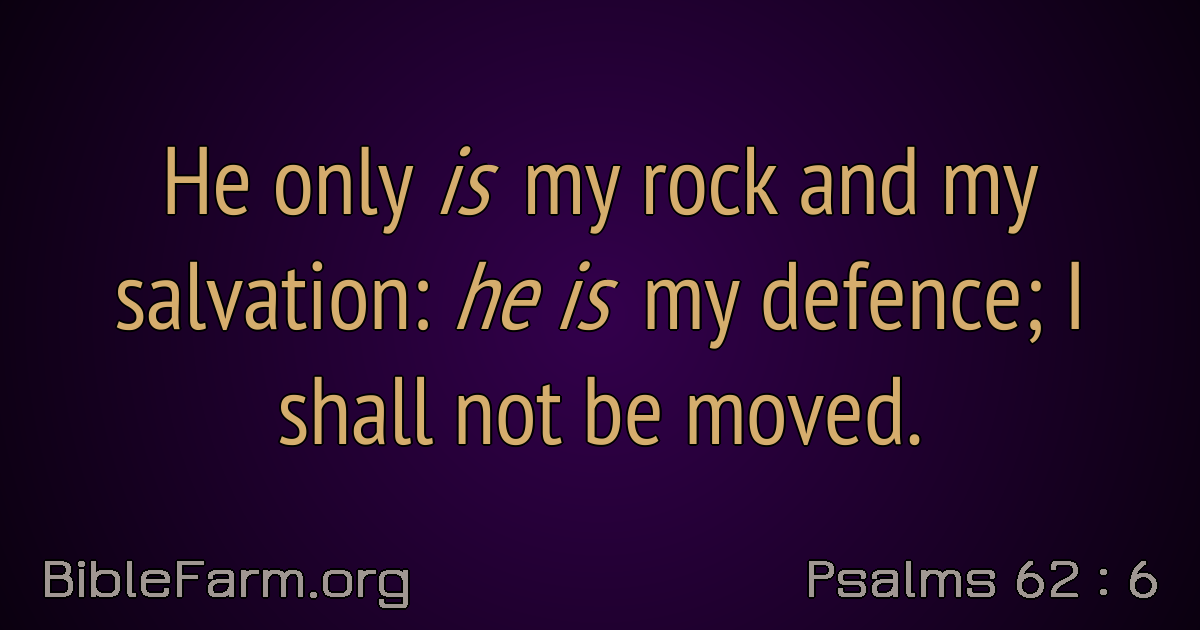 He only is my rock and my
salvation: he is my defence; I
shall not be moved.
BibleFarm.org
Psalms 62 : 6